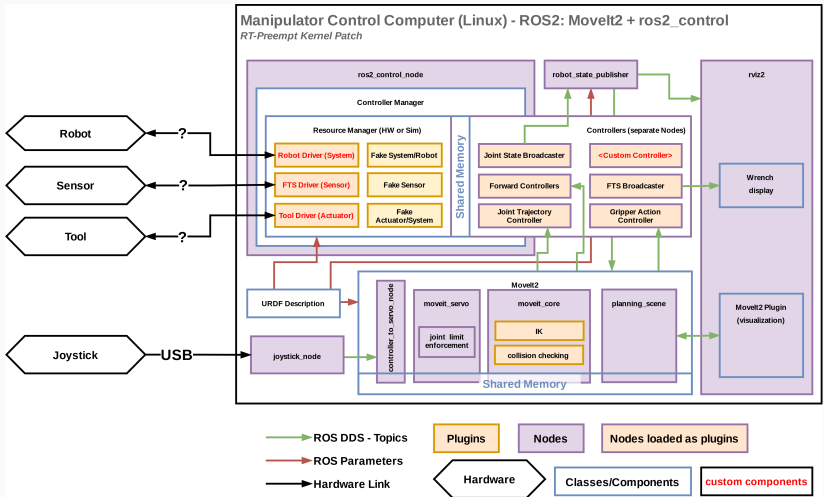 Manipulator Control Computer (Linux) - ROS2: MoveIt2 + ros2_control
RT-Preempt Kernel Patch
ros2_control_node
robot_state_publisher
rviz2
Controller Manager
Resource Manager (HW or Sim)
Shared Memory
Controllers (separate Nodes)
Robot
?
Robot Driver (System)
Fake System/Robot
Joint State Broadcaster
<Custom Controller>
Sensor
?
FTS Driver (Sensor)
Fake Sensor
Forward Controllers
FTS Broadcaster
Wrench
display
Tool
?
Tool Driver (Actuator)
Fake
Actuator/System
Joint Trajectory
Controller
Gripper Action
Controller
URDF Description
MoveIt2
controller_to_servo_node
moveit_servo
joint limit
enforcement
moveit_core
IK
collision checking
planning_scene
MoveIt2 Plugin
(visualization)
Joystick
USB
joystick_node
Shared Memory
ROS DDS - Topics
ROS Parameters
Hardware Link
Plugins
Nodes
Nodes loaded as plugins
Hardware
Classes/Components
custom components